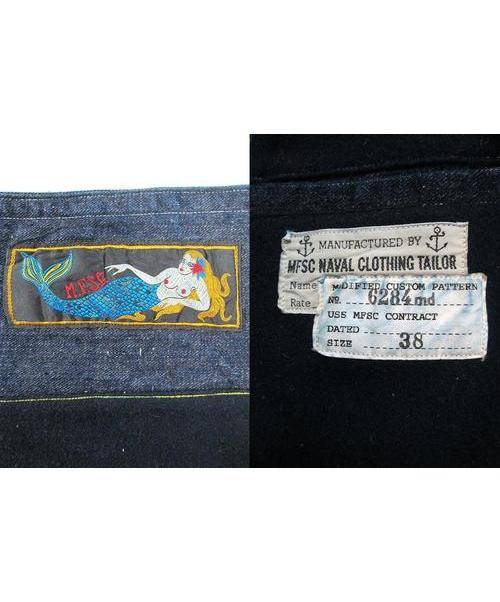 M.F.S.C
MANUFACTURED BY
MFSC NAVAL CLOTHING TAILOR
Name
Rate
MODIFIED CUSTOM PATTERN
No. 6284md
USS MFSC CONTRACT
DATED
SIZE 38